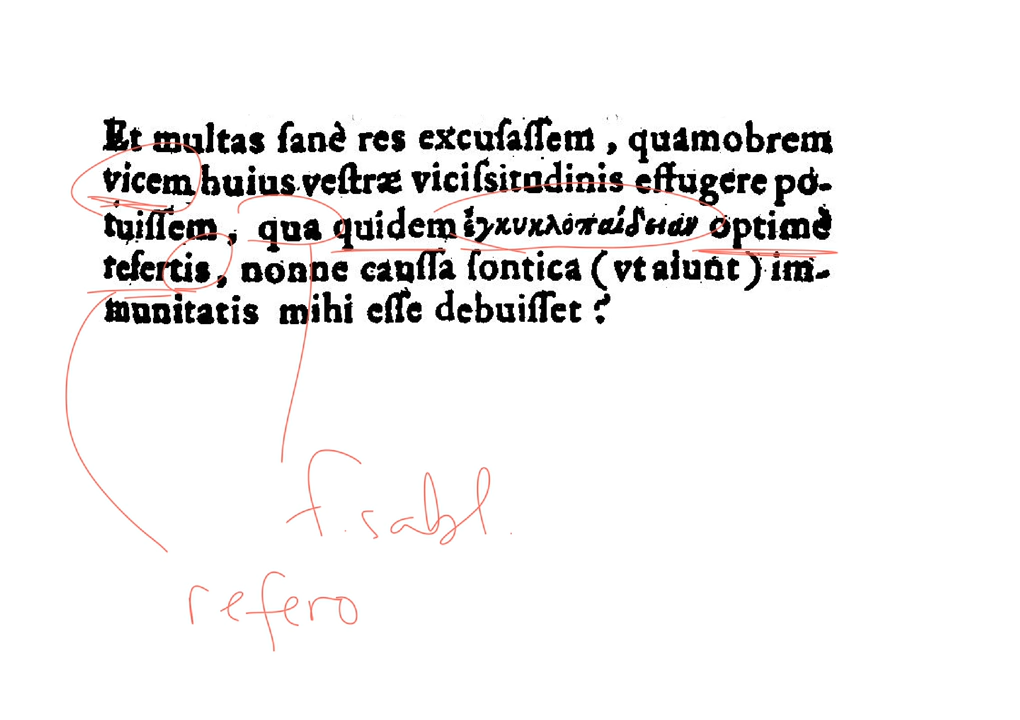 Et multas ſanè res excuſaſſem, quamobrem
vicem huius veſtræ viciſsitudinis effugere po-
tuiſſem, qua quidem ἐγκυκλοπαίδειαν optimè
refertis, nonne cauſſa ſontica (vt aiunt) im-
munitatis mihi eſſe debuiſſet?
f.sabl.
refero